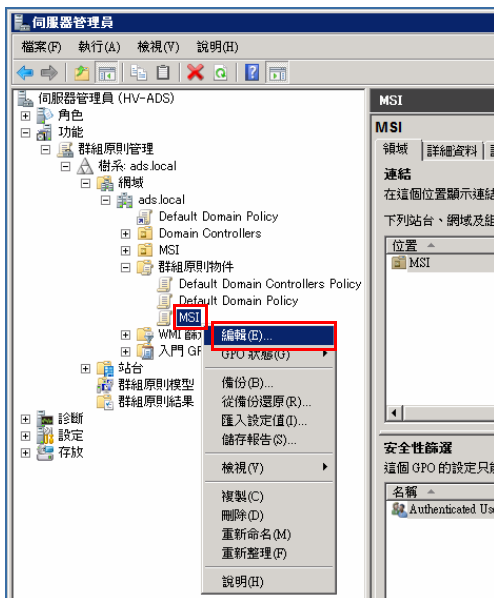 伺服器管理員
檔案(F) 執行(A) 檢視(V) 說明(H)
伺服器管理員 (HV-ADS)
角色
功能
群組原則管理
樹系: ads.local
網域
ads.local
Default Domain Policy
Domain Controllers
MSI
群組原則物件
Default Domain Controllers Policy
Default Domain Policy
MSI
WMI 篩
入門 GP
站台
群組原則模型
群組原則結果
診斷
設定
存放
編輯(E)...
GPO 狀態(G)
備份(B)...
從備份還原(R)...
匯入設定值(I)...
儲存報告(S)...
檢視(V)
複製(C)
刪除(D)
重新命名(M)
重新整理(F)
說明(H)
MSI
MSI
領域 詳細資料
連結
在這個位置顯示連結
下列站台、網域及組
位置
MSI
安全性篩選
這個 GPO 的設定只
名稱
Authenticated Us